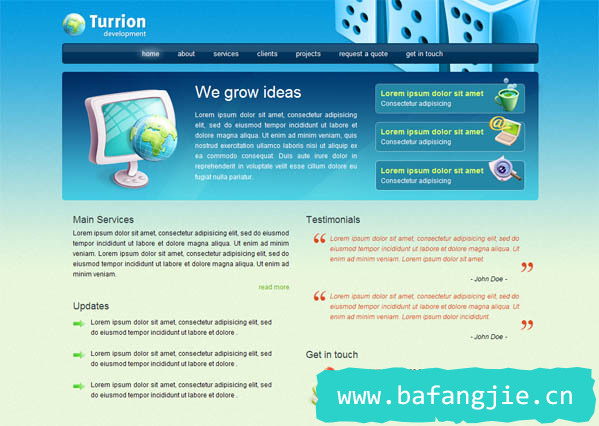 Turrion
development
home about services clients projects request a quote get in touch
We grow ideas
Lorem ipsum dolor sit amet, consectetur adipisicing
elit, sed do eiusmod tempor incididunt ut labore et
dolore magna aliqua. Ut enim ad minim veniam, quis
nostrud exercitation ullamco laboris nisi ut aliquip ex
ea commodo consequat. Duis aute irure dolor in
reprehenderit in voluptate velit esse cillum dolore eu
fugiat nulla pariatur.
Lorem ipsum dolor sit amet
Consectetur adipisicing
Lorem ipsum dolor sit amet
Consectetur adipisicing
Lorem ipsum dolor sit amet
Consectetur adipisicing
Main Services
Lorem ipsum dolor sit amet, consectetur adipisicing elit, sed do eiusmod
tempor incididunt ut labore et dolore magna aliqua. Ut enim ad minim
veniam. Lorem ipsum dolor sit amet, consectetur adipisicing elit, sed do
eiusmod tempor incididunt ut labore et dolore magna aliqua. Ut enim ad
minim veniam.
read more
Updates
Lorem ipsum dolor sit amet, consectetur adipisicing elit, sed
do eiusmod tempor incididunt ut labore et dolore .
Lorem ipsum dolor sit amet, consectetur adipisicing elit, sed
do eiusmod tempor incididunt ut labore et dolore .
Lorem ipsum dolor sit amet, consectetur adipisicing elit, sed
do eiusmod tempor incididunt ut labore et dolore .
Testimonials
“ Lorem ipsum dolor sit amet, consectetur adipisicing elit, sed do
eiusmod tempor incididunt ut labore et dolore magna aliqua. Ut
enim ad minim veniam. Lorem ipsum dolor sit amet. ”
- John Doe -
“ Lorem ipsum dolor sit amet, consectetur adipisicing elit, sed do
eiusmod tempor incididunt ut labore et dolore magna aliqua. Ut
enim ad minim veniam. Lorem ipsum dolor incididunt. ”
- John Doe -
Get in touch
www.bafangjie.cn